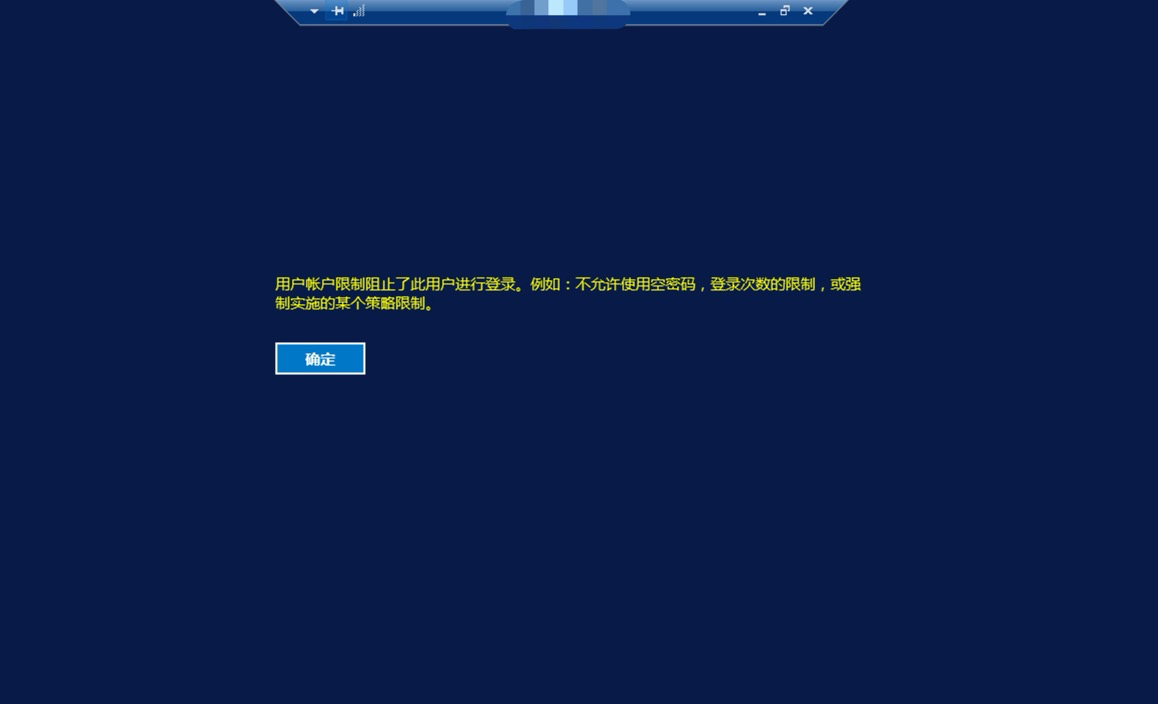 用户帐户限制阻止了此用户进行登录。例如：不允许使用空密码，登录次数的限制，或强
制实施的某个策略限制。
确定